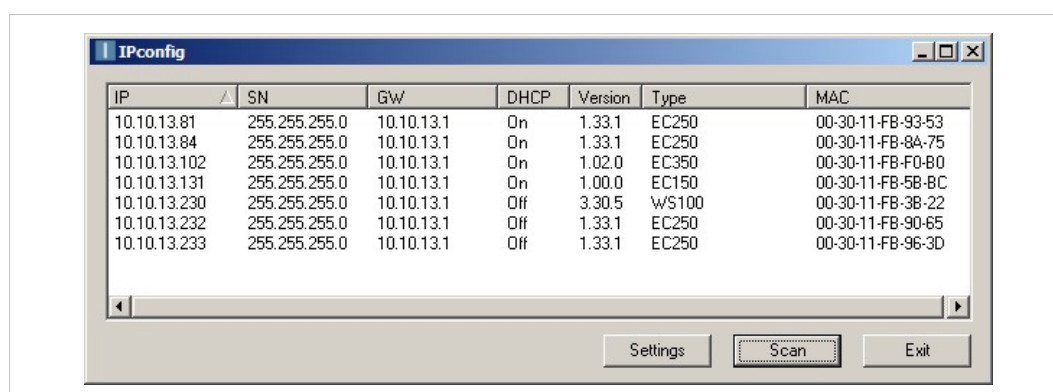 IPconfig
IP SN GW DHCP Version Type MAC
10.10.13.81 255.255.255.0 10.10.13.1 On 1.33.1 EC250 00-30-11-FB-93-53
10.10.13.84 255.255.255.0 10.10.13.1 On 1.33.1 EC250 00-30-11-FB-8A-75
10.10.13.102 255.255.255.0 10.10.13.1 On 1.02.0 EC350 00-30-11-FB-F0-B0
10.10.13.131 255.255.255.0 10.10.13.1 On 1.00.0 EC150 00-30-11-FB-5B-BC
10.10.13.230 255.255.255.0 10.10.13.1 Off 3.30.5 WS100 00-30-11-FB-3B-22
10.10.13.232 255.255.255.0 10.10.13.1 Off 1.33.1 EC250 00-30-11-FB-90-65
10.10.13.233 255.255.255.0 10.10.13.1 Off 1.33.1 EC250 00-30-11-FB-96-3D
Settings Scan Exit